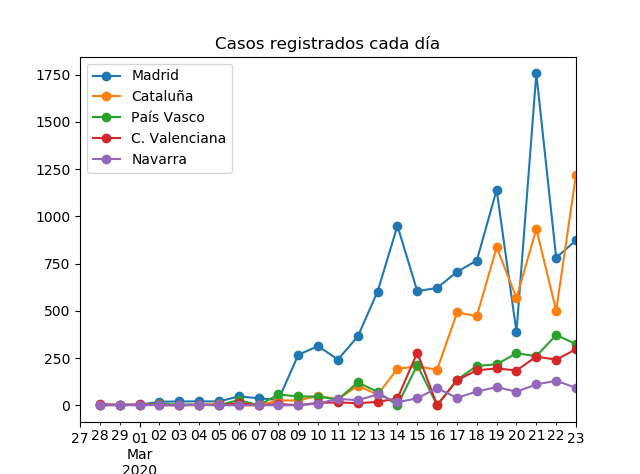 Casos registrados cada día
1750
1500
1250
1000
750
500
250
0
Madrid
Cataluña
País Vasco
C. Valenciana
Navarra
27 28 29 01 02 03 04 05 06 07 08 09 10 11 12 13 14 15 16 17 18 19 20 21 22 23
Mar
2020